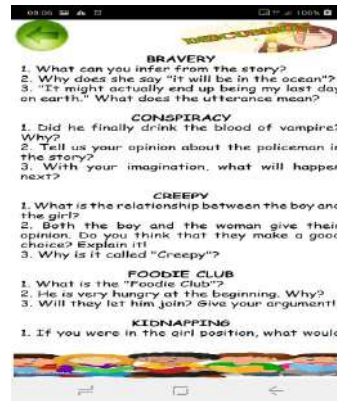 09:05 100%
DISCUSSION
BRAVERY
1. What can you infer from the story?
2. Why does she say "it will be in the ocean"?
3. "It might actually end up being my last day
on earth." What does the utterance mean?
CONSPIRACY
1. Did he finally drink the blood of vampire?
Why?
2. Tell us your opinion about the policeman in
the story?
3. With your imagination, what will happen
next?
CREEPY
1. What is the relationship between the boy and
the girl?
2. Both the boy and the woman give their
opinion. Do you think that they make a good
choice? Explain it!
3. Why is it called "Creepy"?
FOODIE CLUB
1. What is the "Foodie Club"?
2. He is very hungry at the beginning. Why?
3. Will they let him join? Give your argument!
KIDNAPPING
1. If you were in the girl position, what would